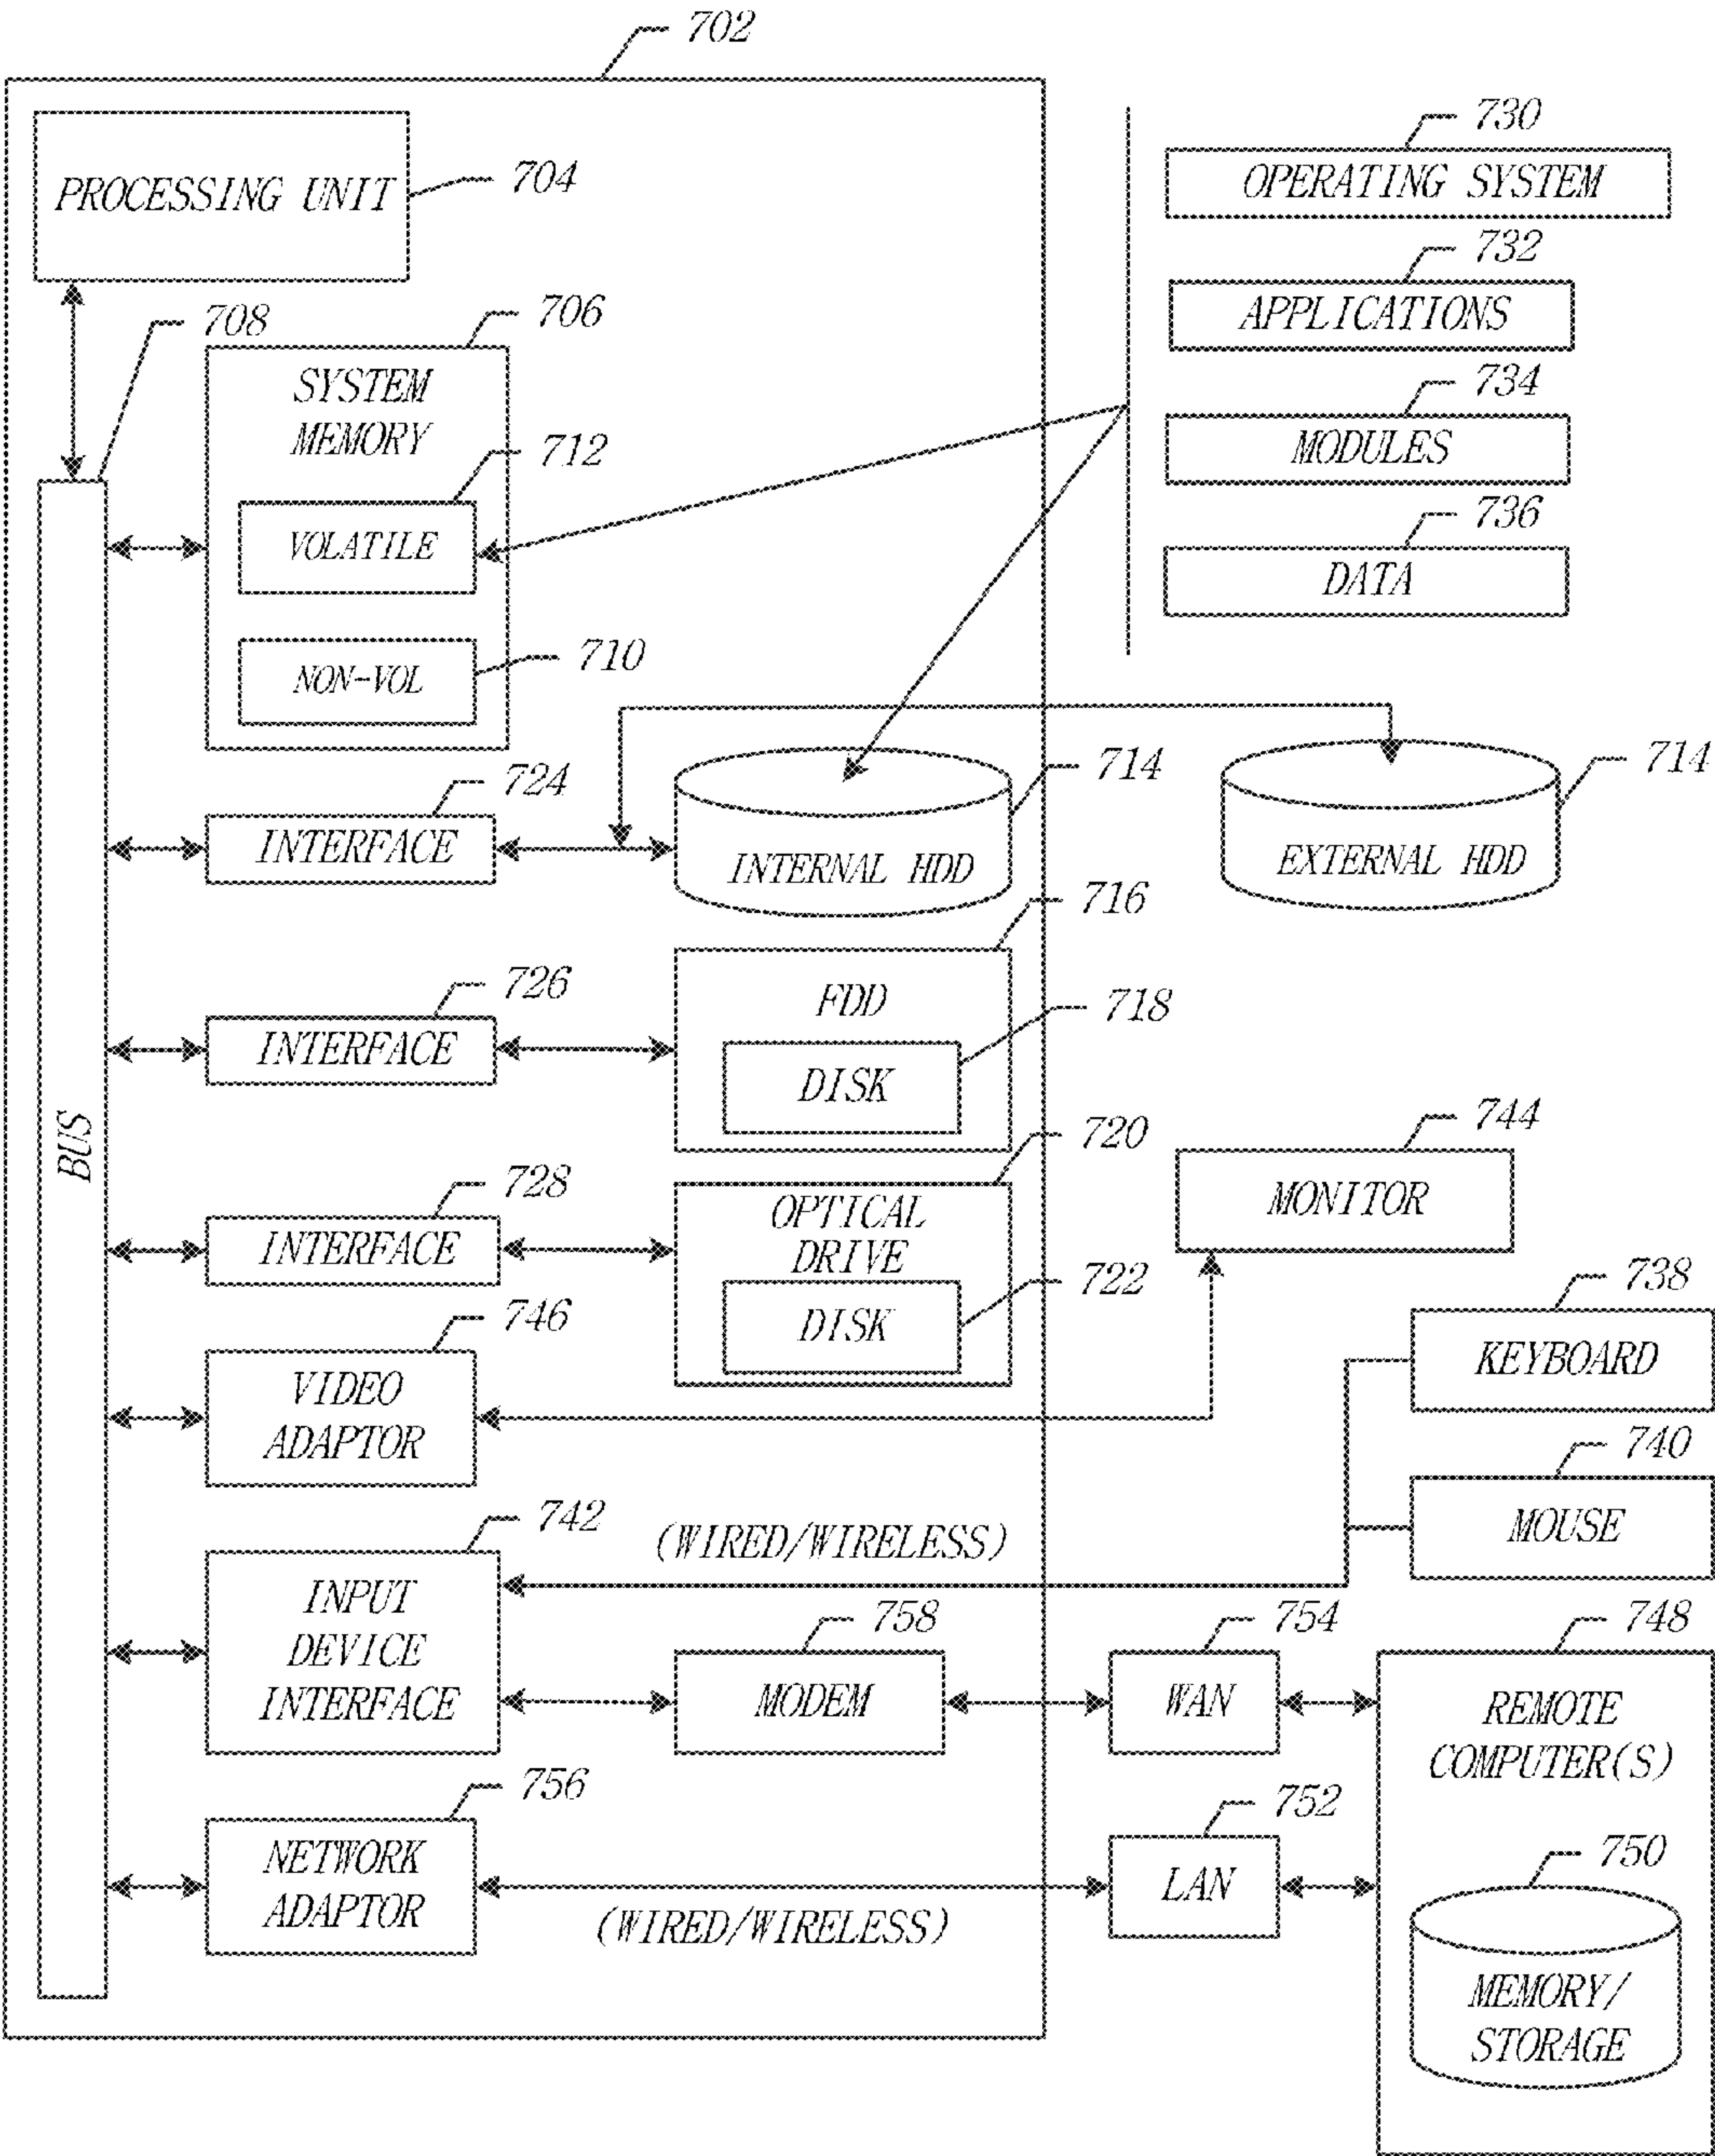 702
PROCESSING UNIT
704
730
OPERATING SYSTEM
732
APPLICATIONS
734
MODULES
736
DATA
708
706
SYSTEM
MEMORY
712
VOLATILE
710
NON-VOL
724
INTERFACE
714
INTERNAL HDD
714
EXTERNAL HDD
716
FDD
718
DISK
726
INTERFACE
BUS
720
OPTICAL
DRIVE
722
DISK
728
INTERFACE
744
MONITOR
746
VIDEO
ADAPTOR
738
KEYBOARD
740
MOUSE
742
INPUT
DEVICE
INTERFACE
(WIRED/WIRELESS)
758
MODEM
754
WAN
748
REMOTE
COMPUTER(S)
756
NETWORK
ADAPTOR
(WIRED/WIRELESS)
752
LAN
750
MEMORY/
STORAGE